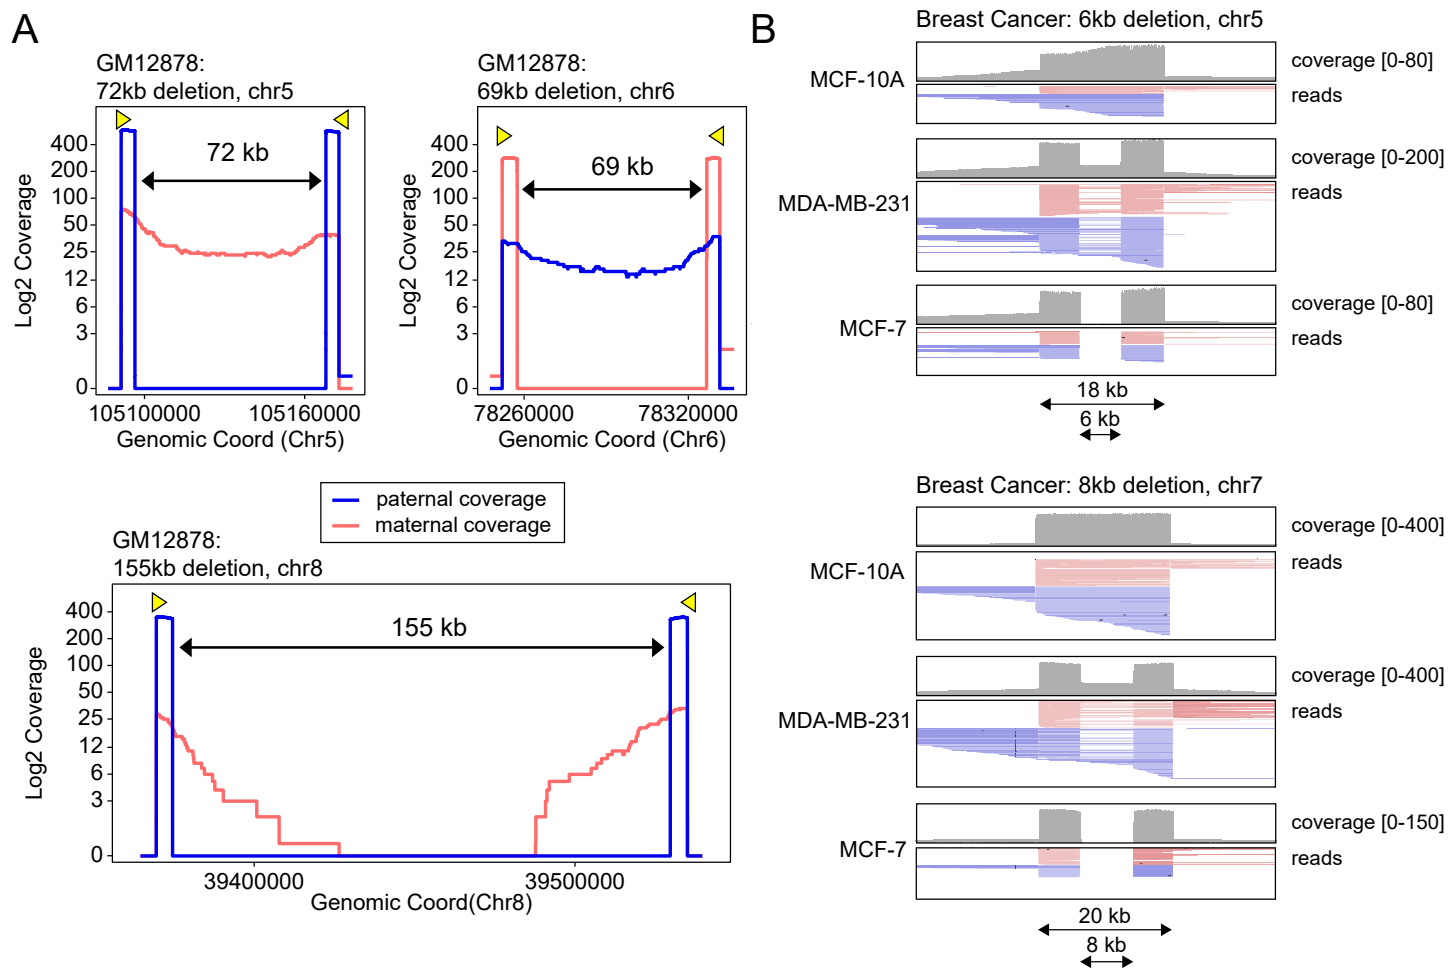 A
GM12878:
72kb deletion, chr5
72 kb
400
200
100
50
25
12
6
3
0
Log2 Coverage
105100000
105160000
Genomic Coord (Chr5)
GM12878:
69kb deletion, chr6
69 kb
400
200
100
50
25
12
6
3
0
Log2 Coverage
78260000
78320000
Genomic Coord (Chr6)
paternal coverage
maternal coverage
GM12878:
155kb deletion, chr8
155 kb
400
200
100
50
25
12
6
3
0
Log2 Coverage
39400000
39500000
Genomic Coord(Chr8)
B
Breast Cancer: 6kb deletion, chr5
MCF-10A
coverage [0-80]
reads
MDA-MB-231
coverage [0-200]
reads
MCF-7
coverage [0-80]
reads
18 kb
6 kb
Breast Cancer: 8kb deletion, chr7
MCF-10A
coverage [0-400]
reads
MDA-MB-231
coverage [0-400]
reads
MCF-7
coverage [0-150]
reads
20 kb
8 kb